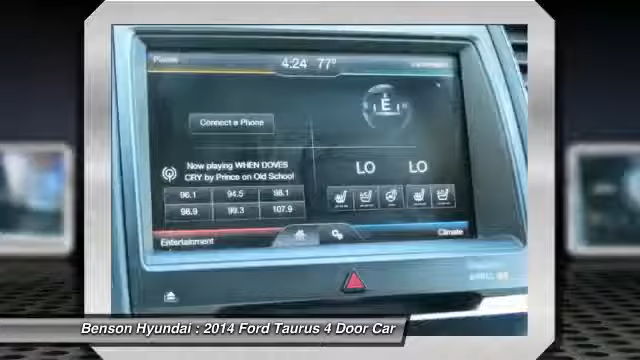 Phone
4:24 77°
E
Connect a Phone
Now playing WHEN DOVES
CRY by Prince on Old School
LO LO
96.1 94.5 98.1
98.9 99.3 107.9
Entertainment
Climate
Benson Hyundai : 2014 Ford Taurus 4 Door Car